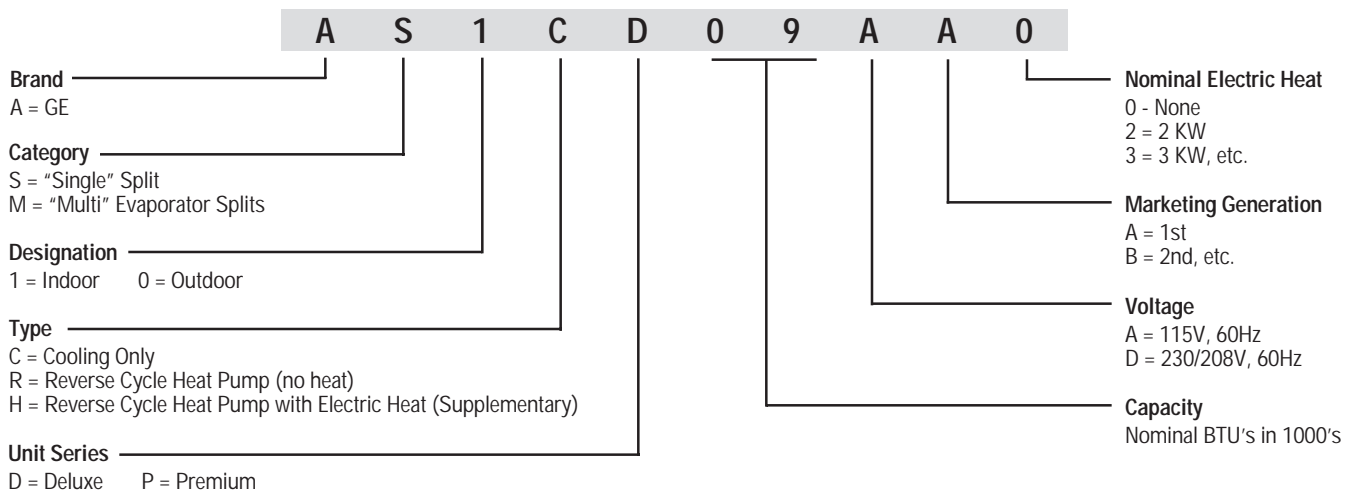 A S 1 C D 0 9 A A 0
Brand
A = GE
Category
S = “Single” Split
M = “Multi” Evaporator Splits
Designation
1 = Indoor 0 = Outdoor
Type
C = Cooling Only
R = Reverse Cycle Heat Pump (no heat)
H = Reverse Cycle Heat Pump with Electric Heat (Supplementary)
Unit Series
D = Deluxe P = Premium
Nominal Electric Heat
0 - None
2 = 2 KW
3 = 3 KW, etc.
Marketing Generation
A = 1st
B = 2nd, etc.
Voltage
A = 115V, 60Hz
D = 230/208V, 60Hz
Capacity
Nominal BTU’s in 1000’s